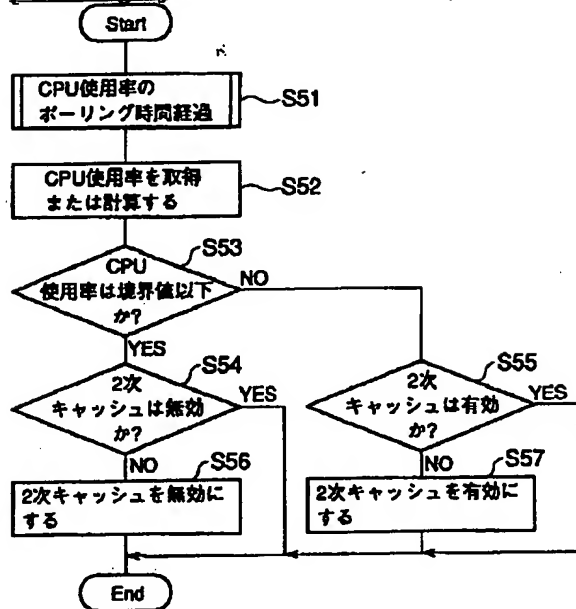 Start
CPU使用率の
ポーリング時間経過
S51
CPU使用率を取得
または計算する
S52
S53
CPU
使用率は境界値以下
か?
NO
YES
S54
2次
キャッシュは無効
か?
YES
NO
S55
2次
キャッシュは有効
か?
YES
NO
S56
2次キャッシュを無効に
する
S57
2次キャッシュを有効に
する
End